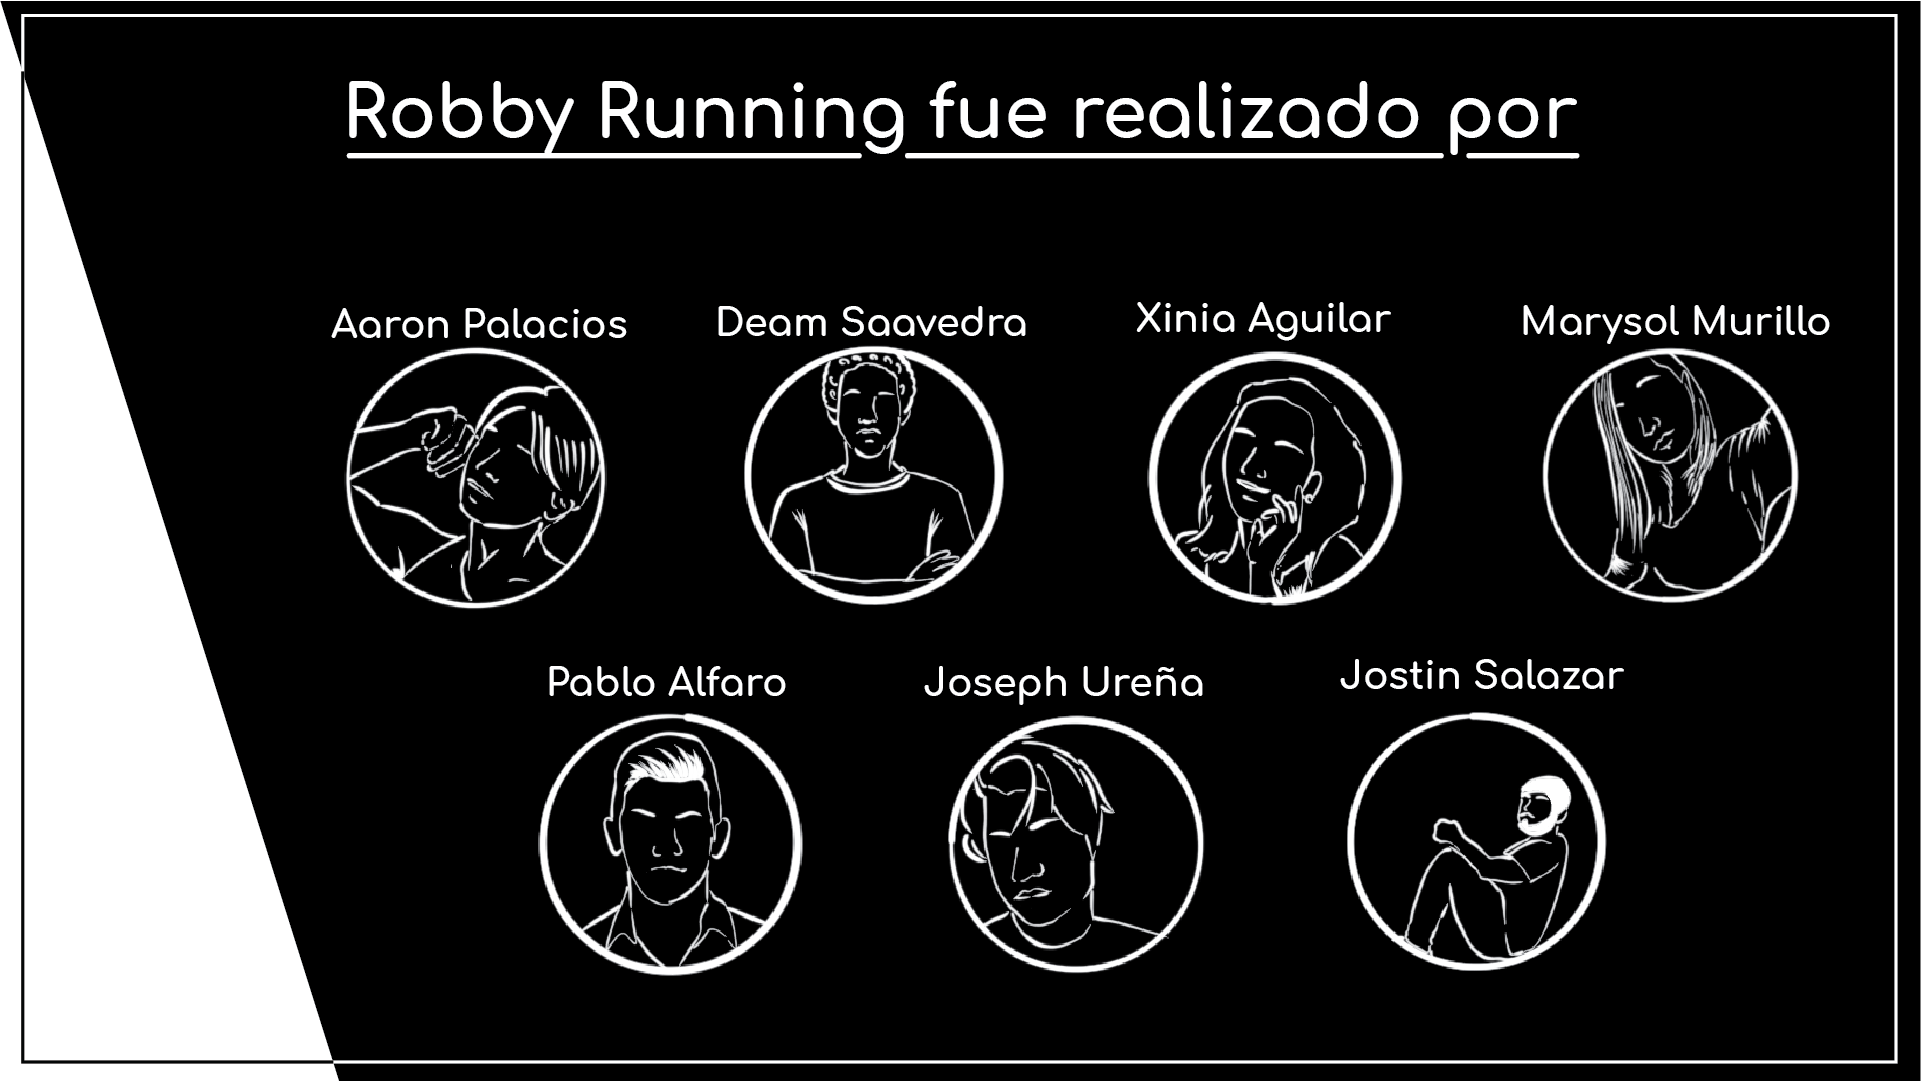 Robby Running fue realizado por
Aaron Palacios
Deam Saavedra
Xinia Aguilar
Marysol Murillo
Pablo Alfaro
Joseph Ureña
Jostin Salazar